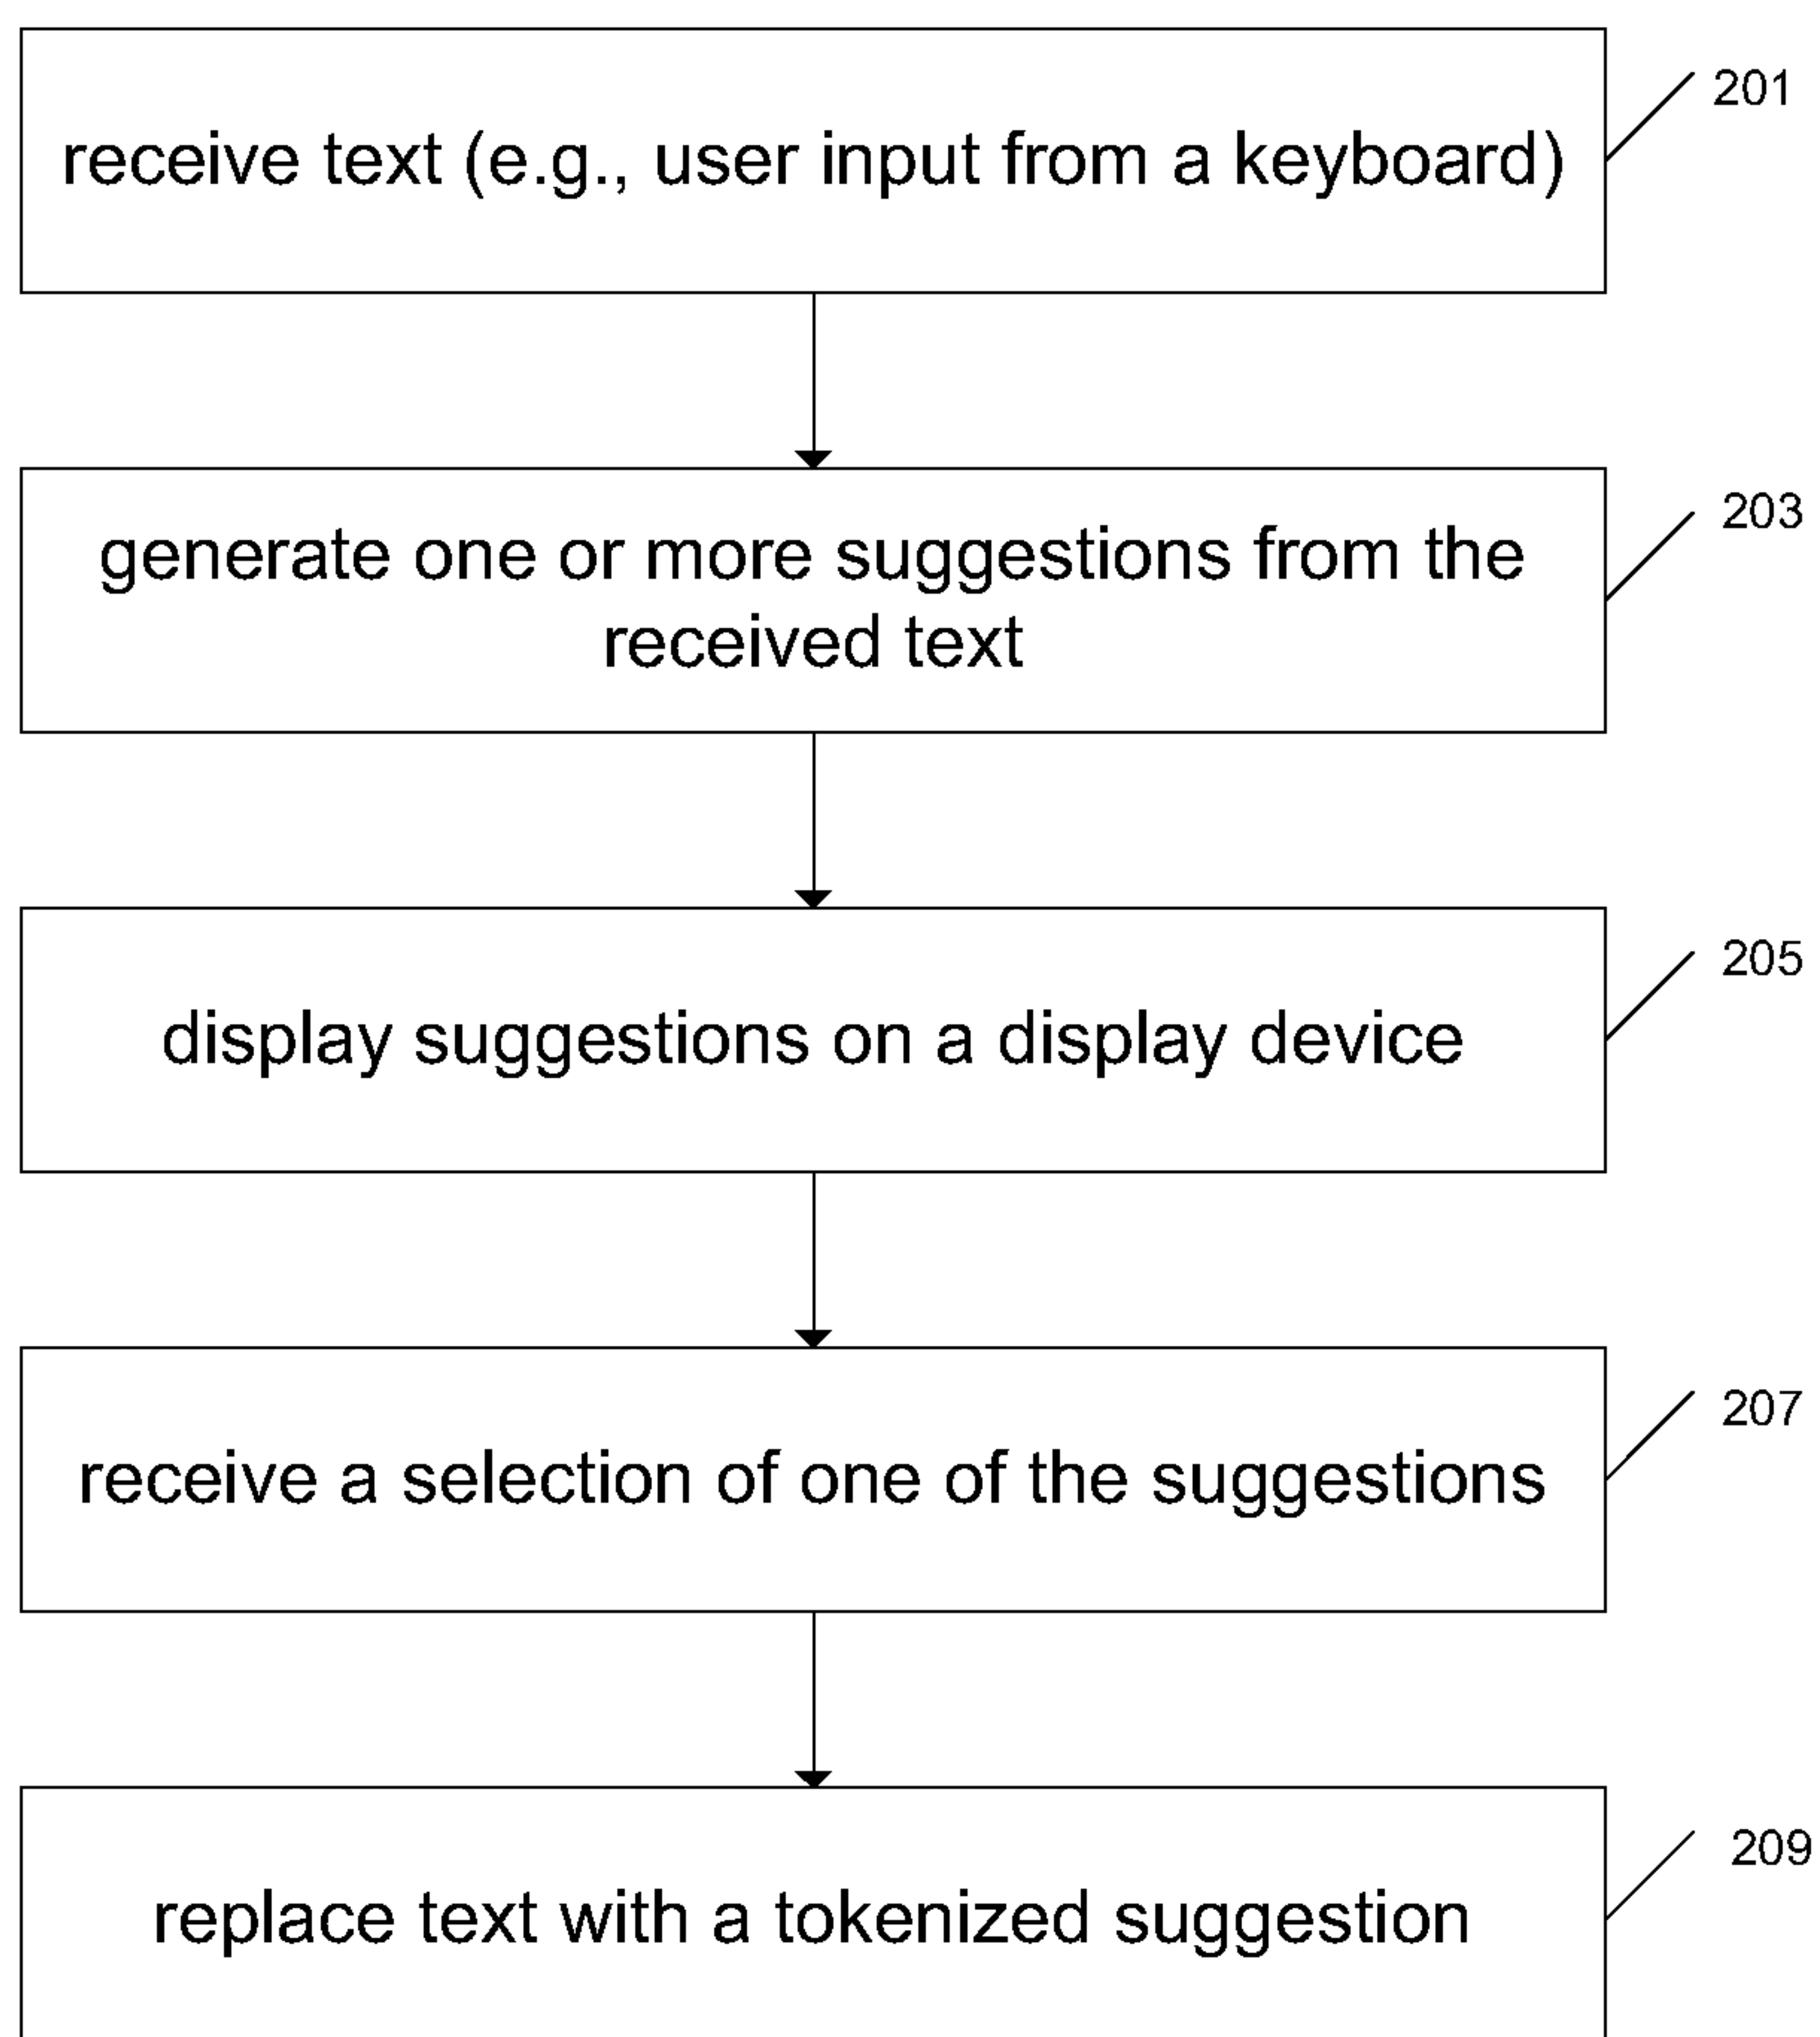 receive text (e.g., user input from a keyboard)
201
generate one or more suggestions from the
received text
203
display suggestions on a display device
205
receive a selection of one of the suggestions
207
replace text with a tokenized suggestion
209